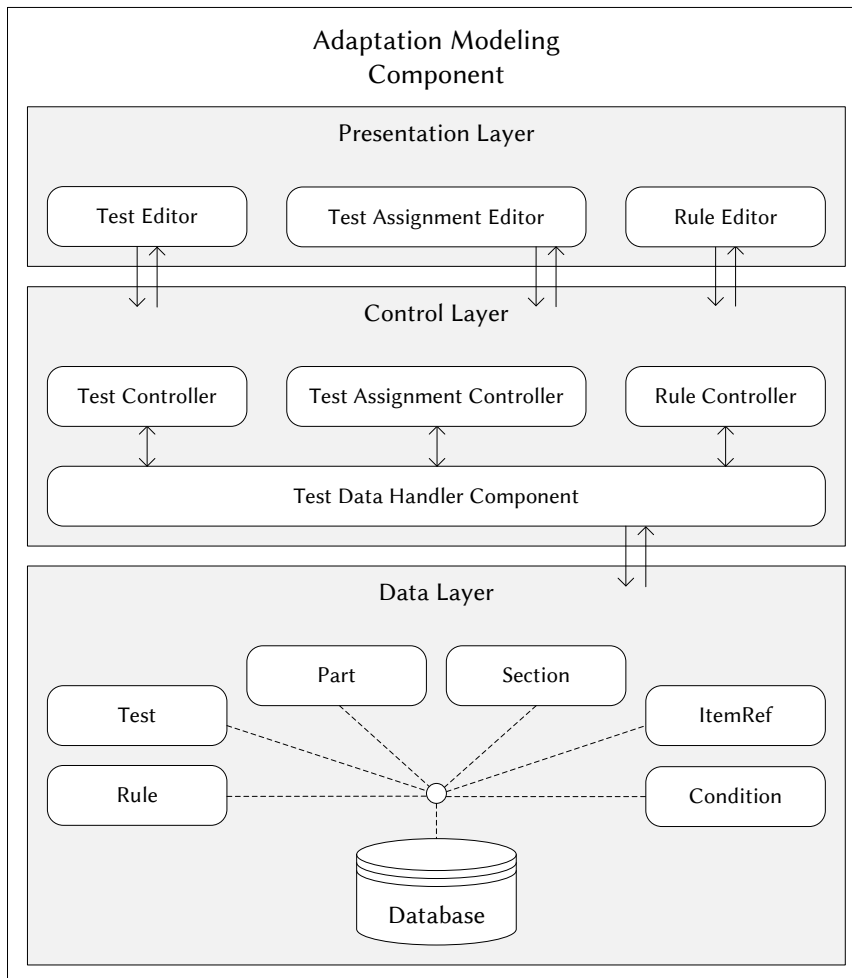 Adaptation Modeling
Component
Presentation Layer
Test Editor
Test Assignment Editor
Rule Editor
Control Layer
Test Controller
Test Assignment Controller
Rule Controller
Test Data Handler Component
Data Layer
Part
Section
Test
ItemRef
Rule
Condition
Database